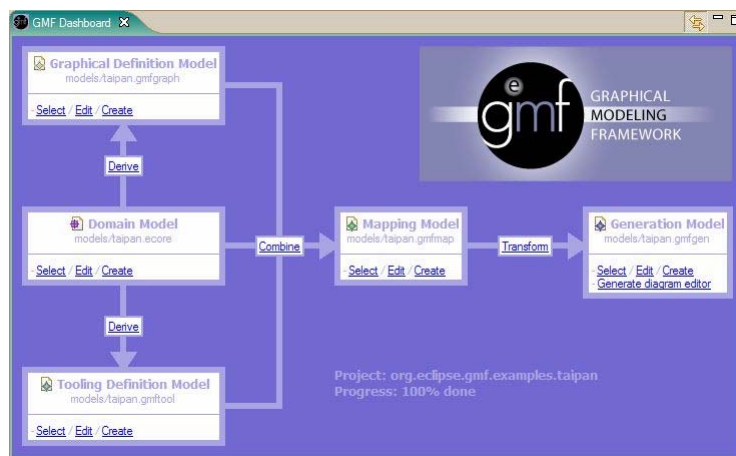 GMF Dashboard
Graphical Definition Model
models/taipan.gmfgraph
- Select / Edit / Create
e
gmf
GRAPHICAL
MODELING
FRAMEWORK
Derive
Domain Model
models/taipan.ecore
- Select / Edit / Create
Combine
Mapping Model
models/taipan.gmfmap
- Select / Edit / Create
Transform
Generation Model
models/taipan.gmfgen
- Select / Edit / Create
- Generate diagram editor
Derive
Tooling Definition Model
models/taipan.gmftool
- Select / Edit / Create
Project: org.eclipse.gmf.examples.taipan
Progress: 100% done